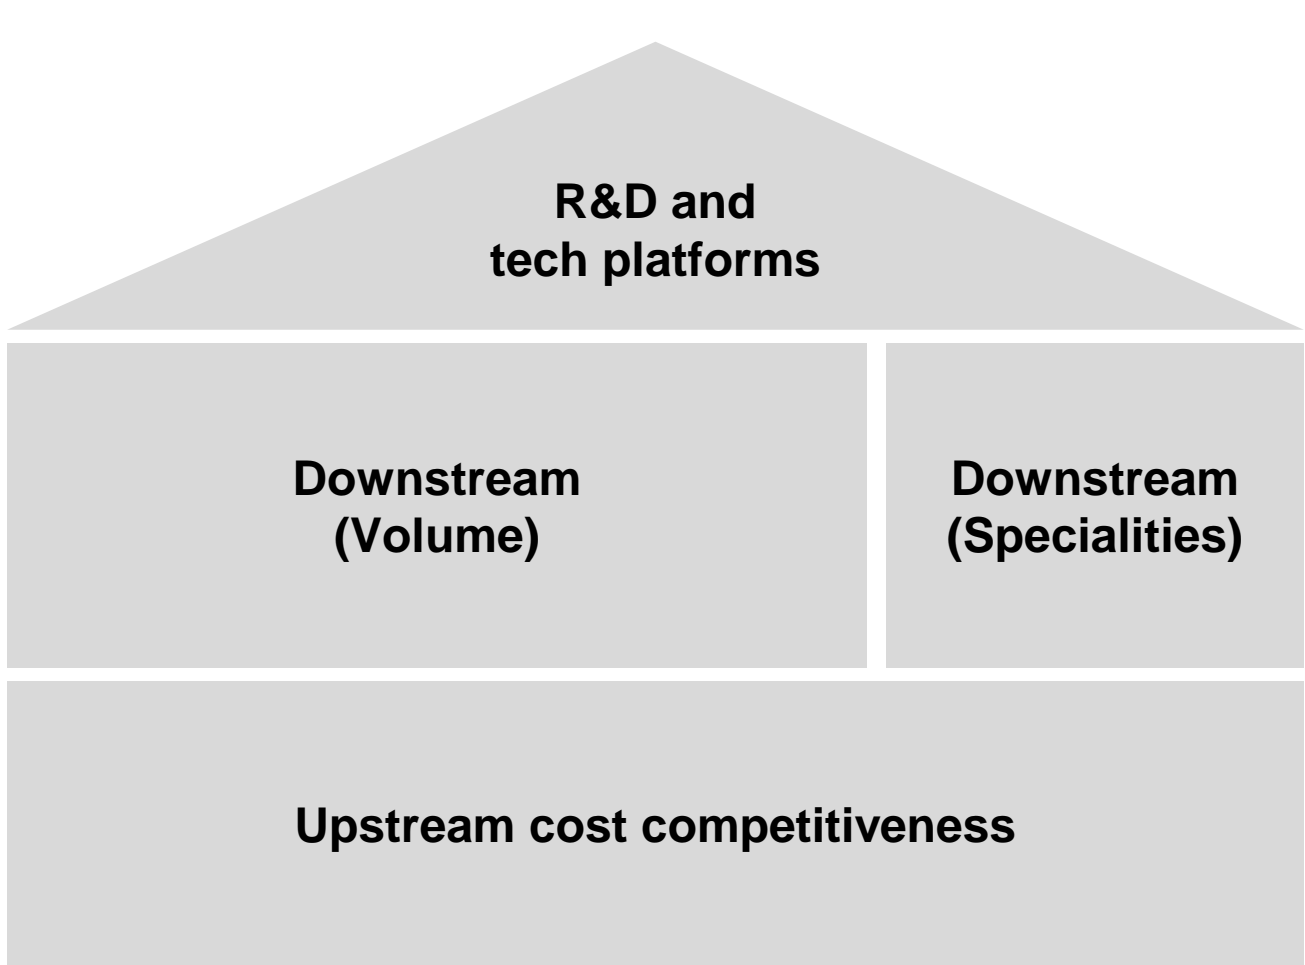 R&D and
tech platforms
Downstream
(Volume)
Downstream
(Specialities)
Upstream cost competitiveness